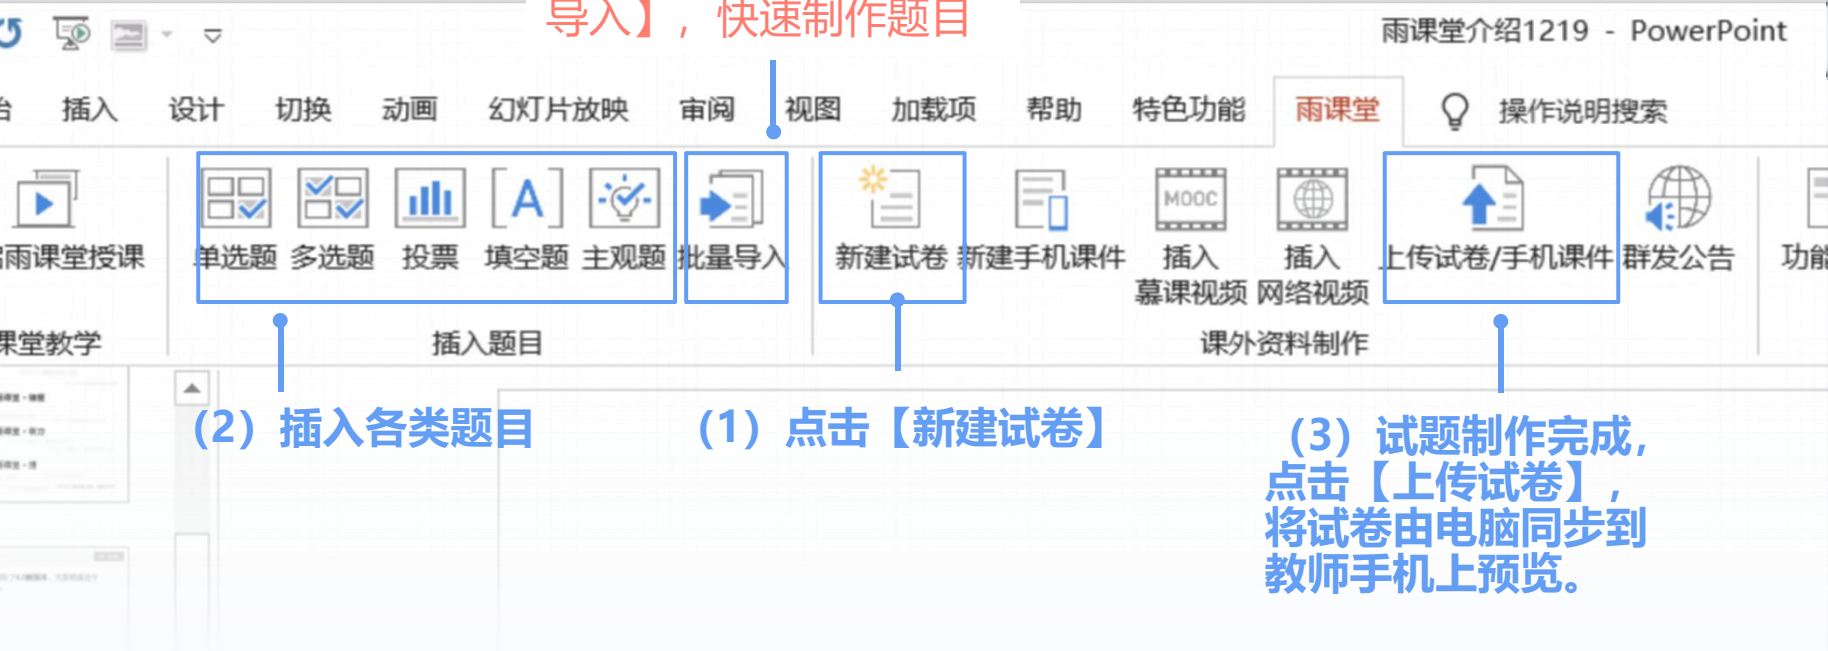 导入】，快速制作题目
雨课堂介绍1219 - PowerPoint
插入 设计 切换 动画 幻灯片放映 审阅 视图 加载项 帮助 特色功能 雨课堂 操作说明搜索
MOOC
雨课堂授课 单选题 多选题 投票 填空题 主观题 批量导入 新建试卷 新建手机课件 插入 插入 上传试卷/手机课件 群发公告 功能
慕课视频 网络视频
课堂教学 插入题目 课外资料制作
（2）插入各类题目
（1）点击【新建试卷】
（3）试题制作完成，
点击【上传试卷】，
将试卷由电脑同步到
教师手机上预览。